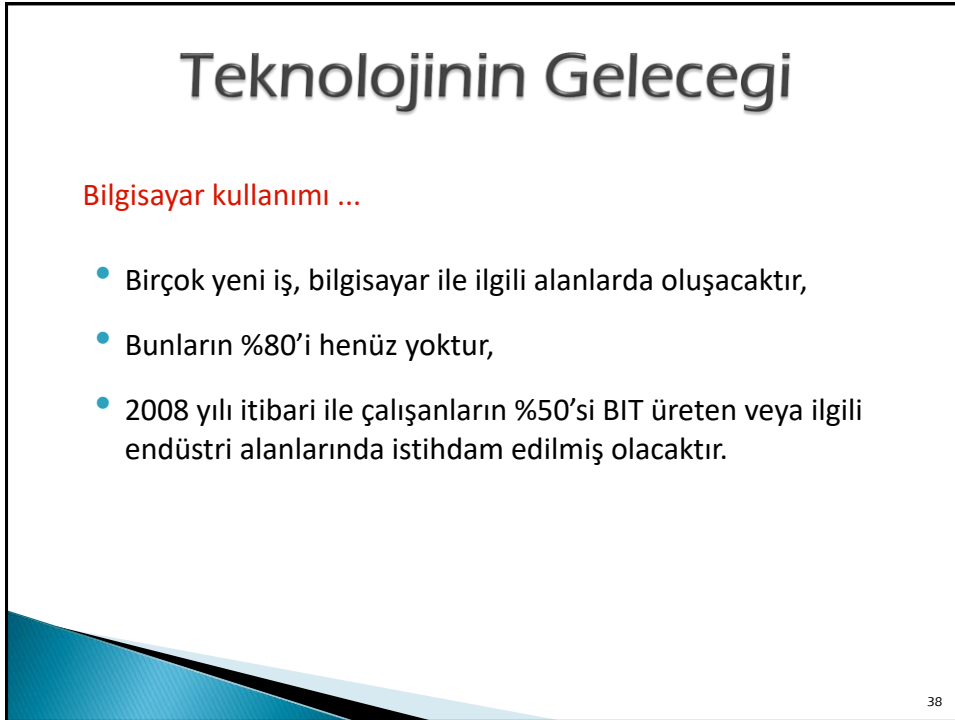 Teknolojinin Gelecegi
Bilgisayar kullanımı ...
• Birçok yeni iş, bilgisayar ile ilgili alanlarda oluşacaktır,
• Bunların %80’i henüz yoktur,
• 2008 yılı itibari ile çalışanların %50’si BIT üreten veya ilgili
endüstri alanlarında istihdam edilmiş olacaktır.
38